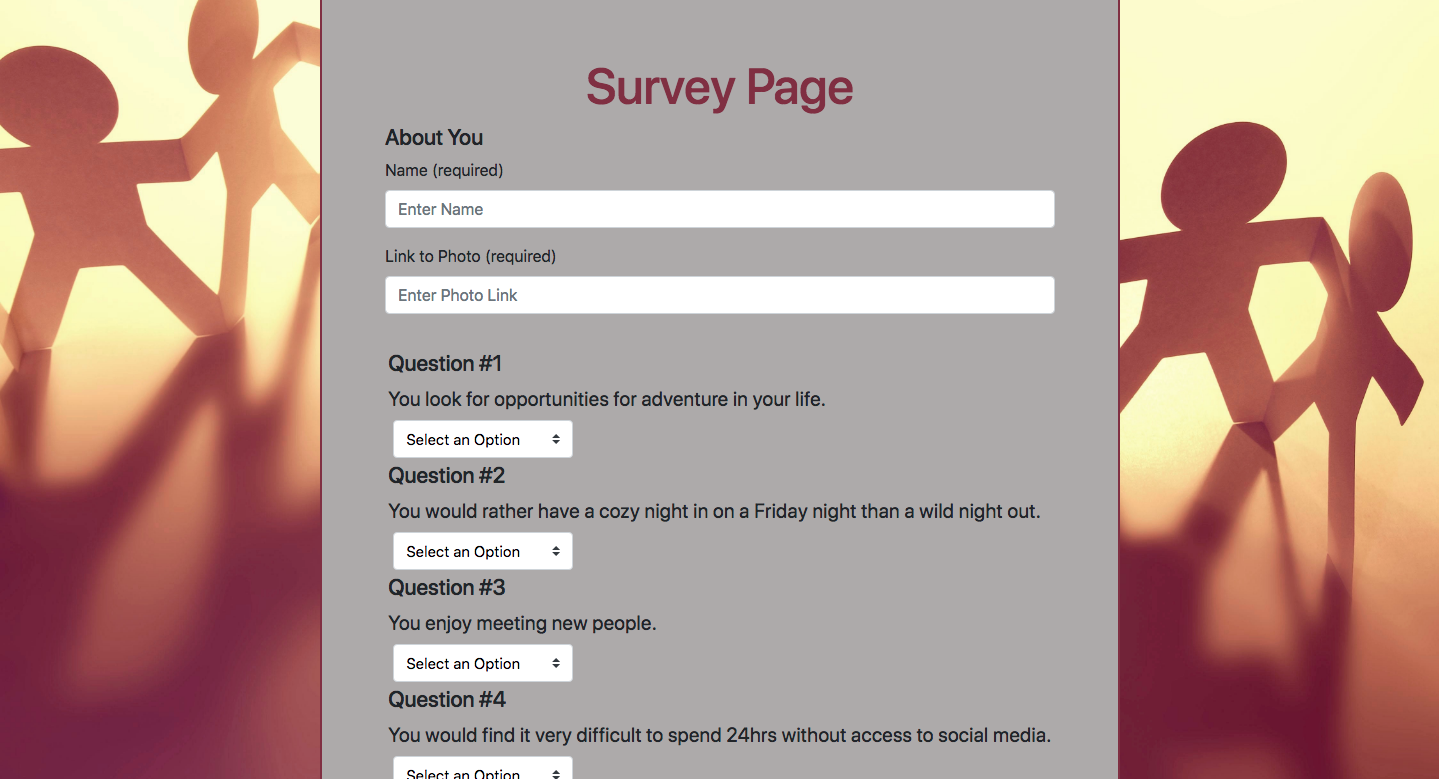 Survey Page
About You
Name (required)
Enter Name
Link to Photo (required)
Enter Photo Link
Question #1
You look for opportunities for adventure in your life.
Select an Option
Question #2
You would rather have a cozy night in on a Friday night than a wild night out.
Select an Option
Question #3
You enjoy meeting new people.
Select an Option
Question #4
You would find it very difficult to spend 24hrs without access to social media.
Select an Option